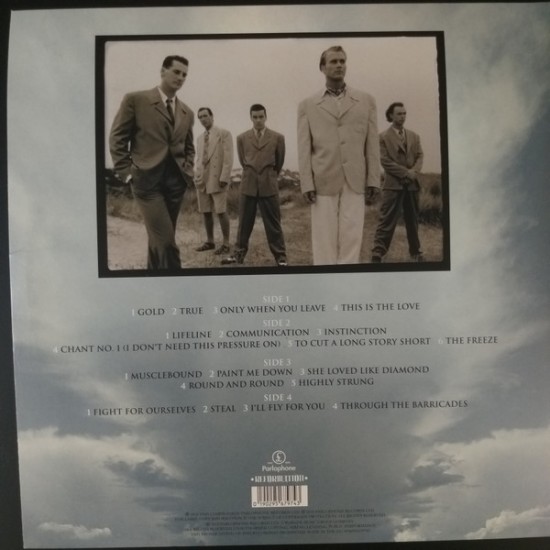 SIDE 1
1 GOLD 2 TRUE 3 ONLY WHEN YOU LEAVE 4 THIS IS THE LOVE
SIDE 2
1 LIFELINE 2 COMMUNICATION 3 INSTINCTION
4 CHANT NO. 1 (I DON'T NEED THIS PRESSURE ON) 5 TO CUT A LONG STORY SHORT 6 THE FREEZE
SIDE 3
1 MUSCLEBOUND 2 PAINT ME DOWN 3 SHE LOVED LIKE DIAMOND
4 ROUND AND ROUND 5 HIGHLY STRUNG
SIDE 4
1 FIGHT FOR OURSELVES 2 STEAL 3 I'LL FLY FOR YOU 4 THROUGH THE BARRICADES
Parlophone
REFORMATION